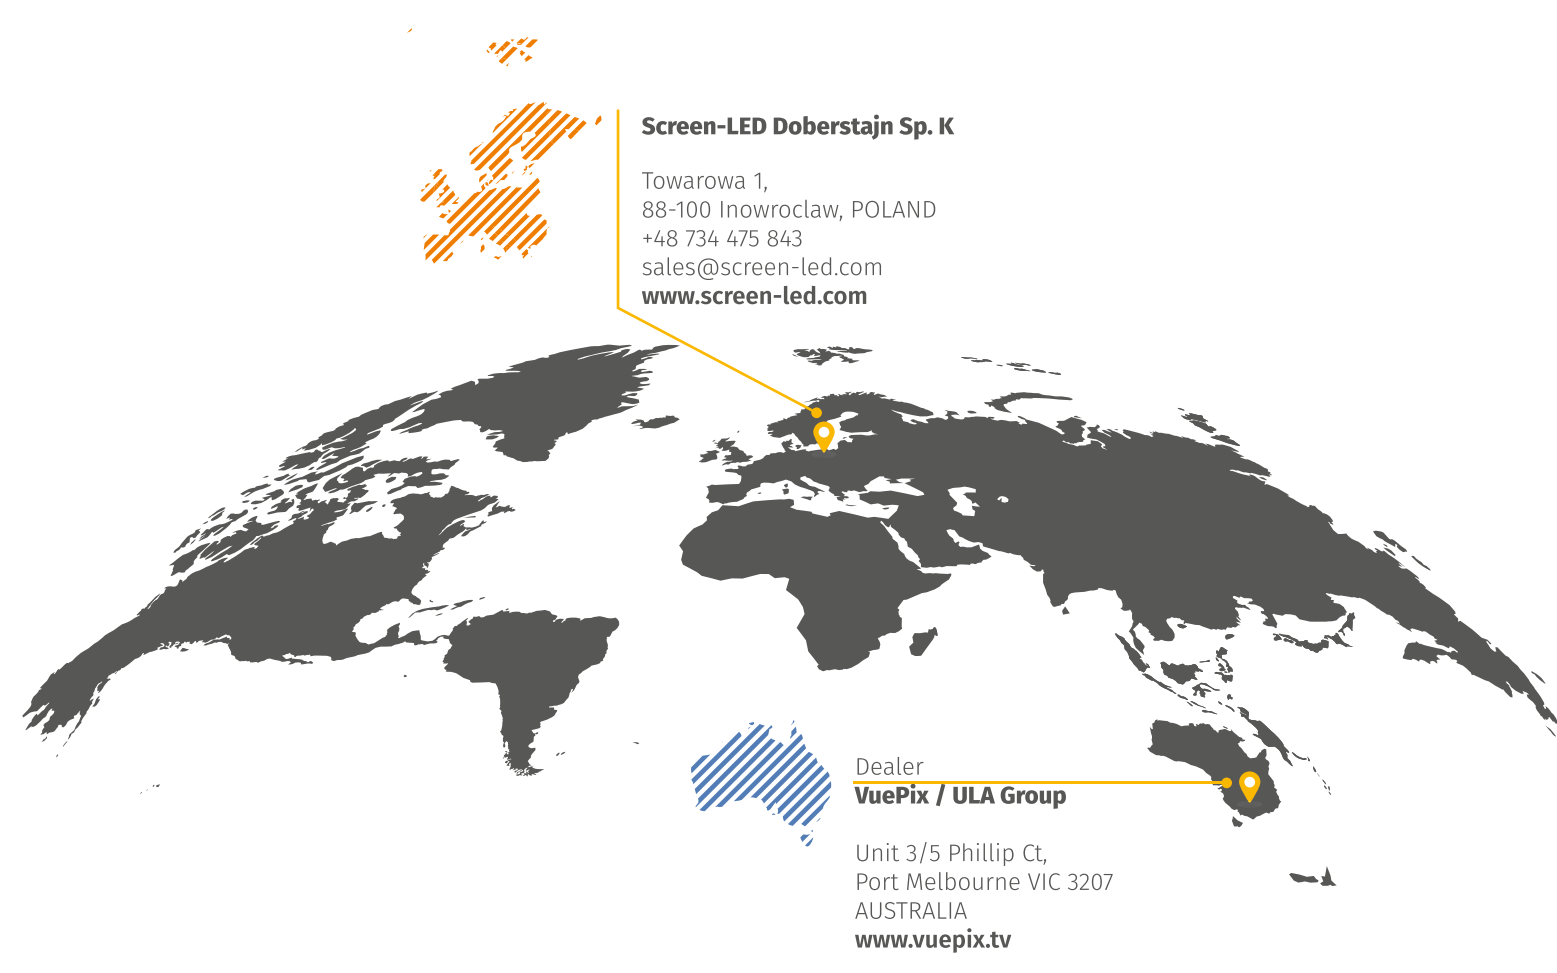 Screen-LED Doberstajn Sp. K
Towarowa 1,
88-100 Inowroclaw, POLAND
+48 734 475 843
sales@screen-led.com
www.screen-led.com
Dealer
VuePix / ULA Group
Unit 3/5 Phillip Ct,
Port Melbourne VIC 3207
AUSTRALIA
www.vuepix.tv